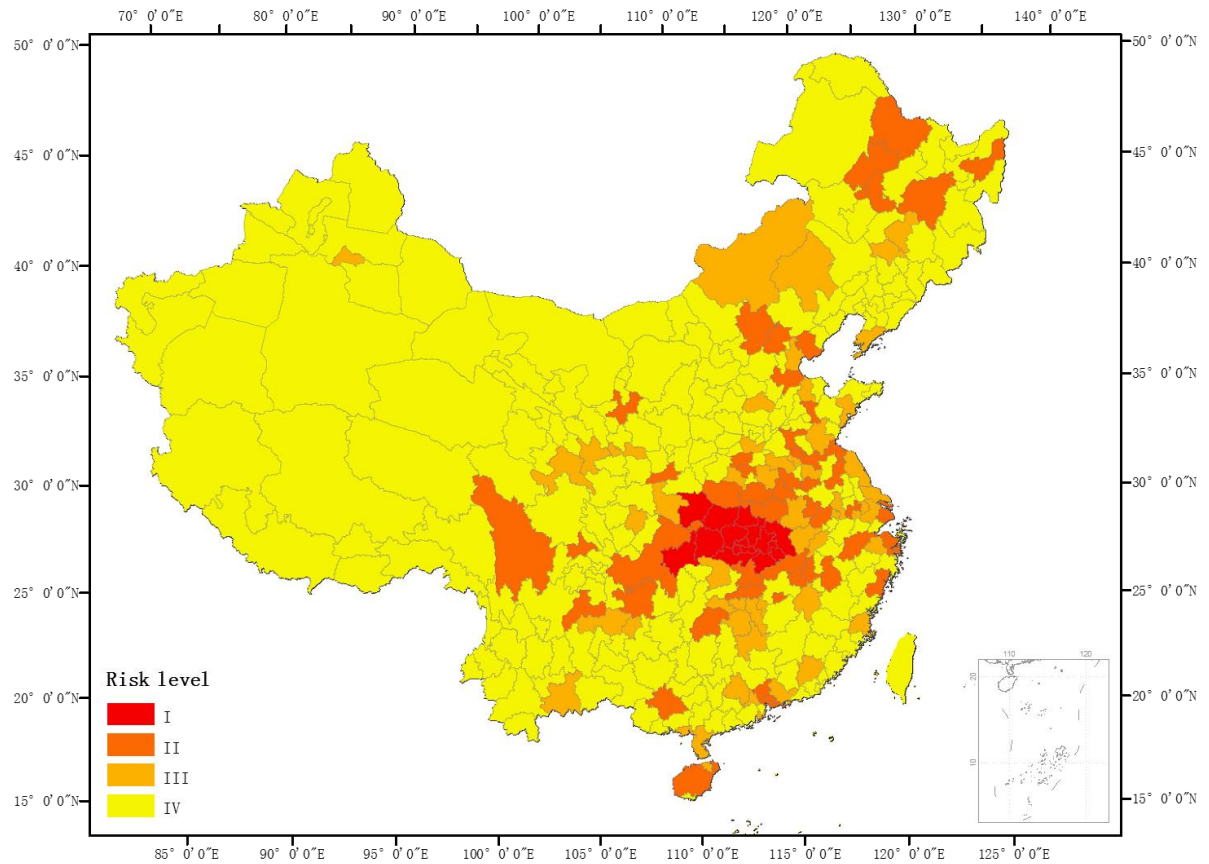 70° 0′0″E 80° 0′0″E 90° 0′0″E 100° 0′0″E 110° 0′0″E 120° 0′0″E 130° 0′0″E 140° 0′0″E
50° 0′0″N 50° 0′0″N
45° 0′0″N 45° 0′0″N
40° 0′0″N 40° 0′0″N
35° 0′0″N 35° 0′0″N
30° 0′0″N 30° 0′0″N
25° 0′0″N 25° 0′0″N
20° 0′0″N 20° 0′0″N
15° 0′0″N 15° 0′0″N
Risk level
I
II
III
IV
110 120
20
10
85° 0′0″E 90° 0′0″E 95° 0′0″E 100° 0′0″E 105° 0′0″E 110° 0′0″E 115° 0′0″E 120° 0′0″E 125° 0′0″E